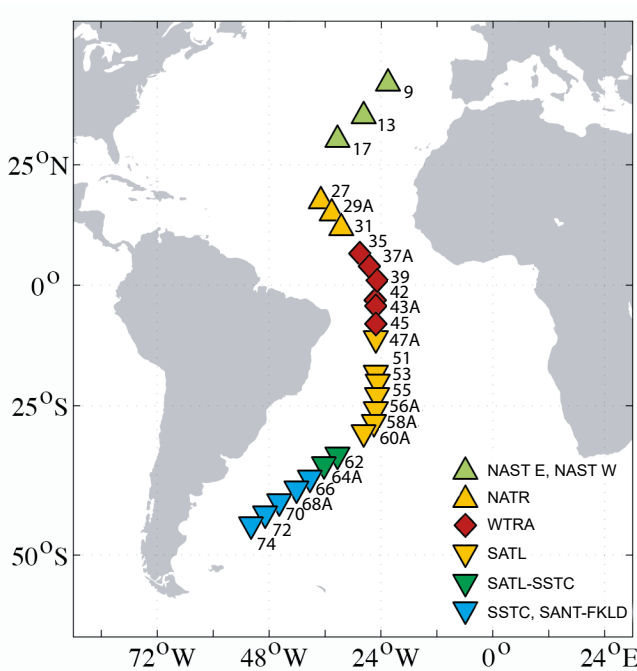 9
13
17
25°N
27
29A
31
35
37A
39
0°
42
43A
45
47A
51
53
55
25°S
56A
58A
60A
62
64A
66
68A
70
72
74
50°S
NAST E, NAST W
NATR
WTRA
SATL
SATL-SSTC
SSTC, SANT-FKLD
72°W 48°W 24°W 0° 24°E